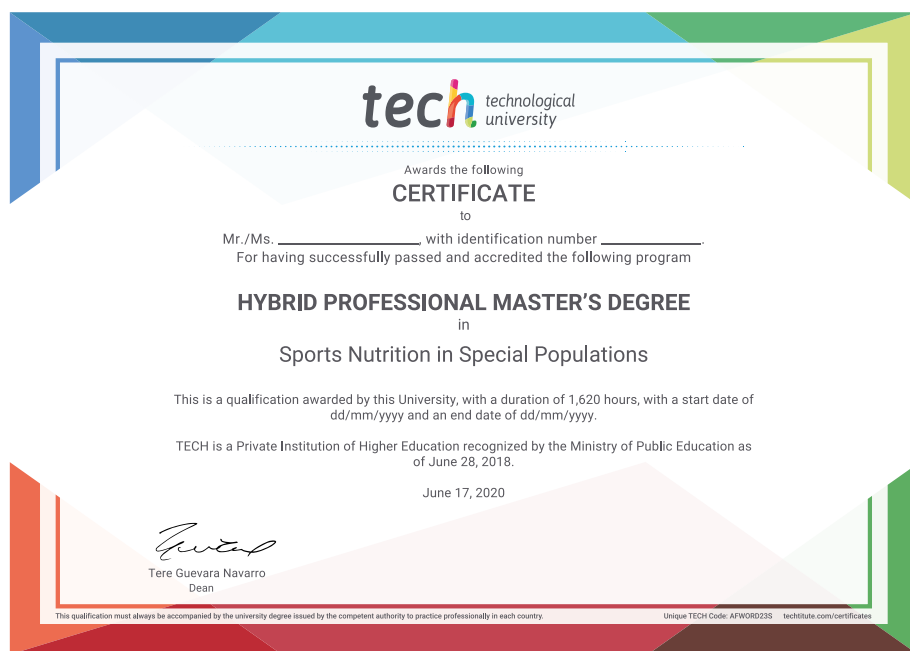 tech technological
university
Awards the following
CERTIFICATE
to
Mr./Ms. ____________________, with identification number ______________.
For having successfully passed and accredited the following program
HYBRID PROFESSIONAL MASTER’S DEGREE
in
Sports Nutrition in Special Populations
This is a qualification awarded by this University, with a duration of 1,620 hours, with a start date of
dd/mm/yyyy and an end date of dd/mm/yyyy.
TECH is a Private Institution of Higher Education recognized by the Ministry of Public Education as
of June 28, 2018.
June 17, 2020
Tere Guevara Navarro
Dean
This qualification must always be accompanied by the university degree issued by the competent authority to practice professionally in each country. Unique TECH Code: AFWORD23S techtitute.com/certificates